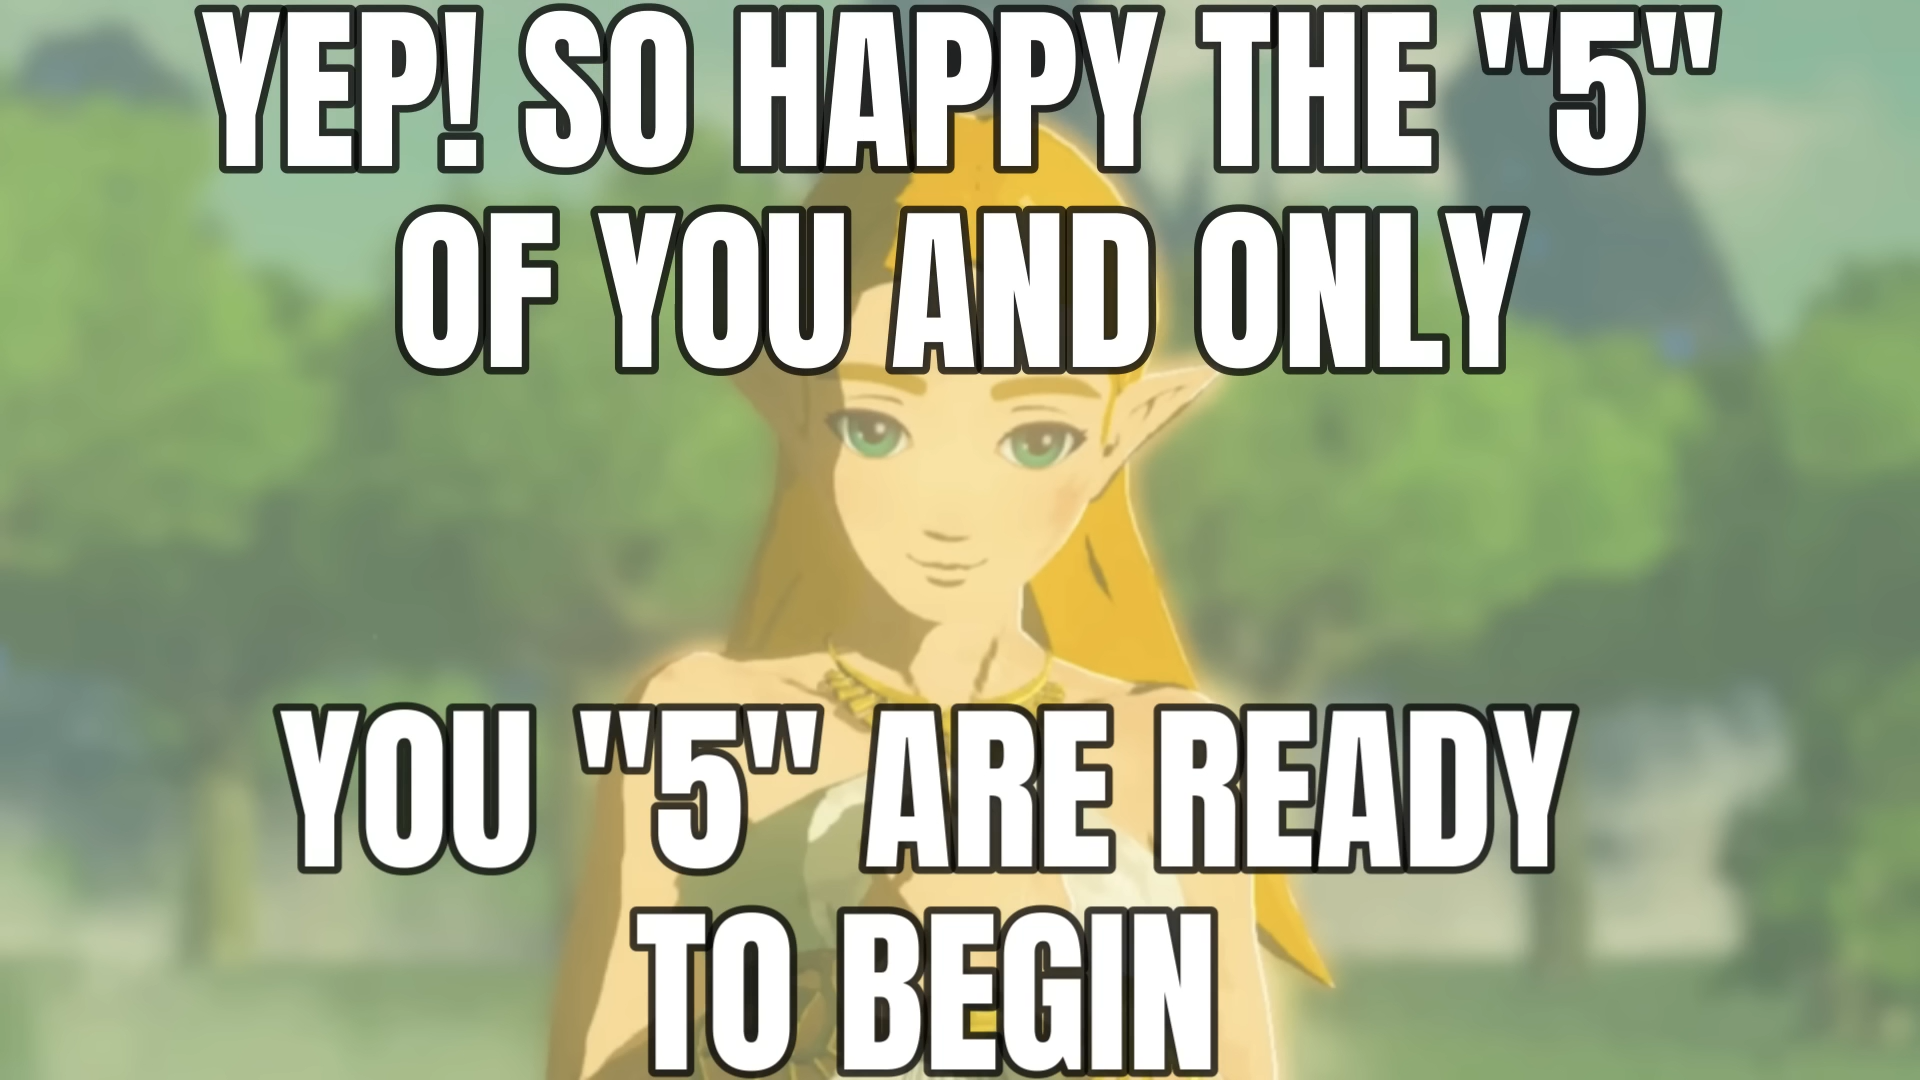 YEP! SO HAPPY THE "5"
OF YOU AND ONLY
YOU "5" ARE READY
TO BEGIN